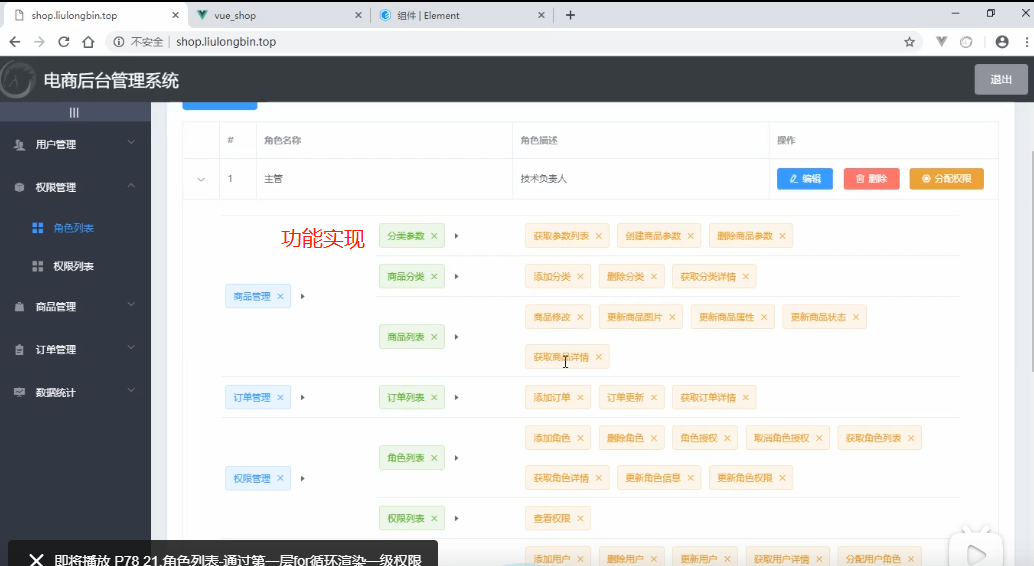 shop.liulongbin.top
vue_shop
组件 | Element
不安全 | shop.liulongbin.top
电商后台管理系统
退出
|||
用户管理
权限管理
角色列表
权限列表
商品管理
订单管理
数据统计
# 角色名称 角色描述 操作
1 主管 技术负责人 编辑 删除 分配权限
功能实现
商品管理
分类参数 获取参数列表 创建商品参数 删除商品参数
商品分类 添加分类 删除分类 获取分类详情
商品列表 商品修改 更新商品图片 更新商品属性 更新商品状态
获取商品详情
订单管理 订单列表 添加订单 订单更新 获取订单详情
权限管理
角色列表 添加角色 删除角色 角色授权 取消角色授权 获取角色列表
获取角色详情 更新角色信息 更新角色权限
权限列表 查看权限
添加用户 删除用户 更新用户 获取用户详情 分配用户角色
即将播放 P78 21.角色列表-通过第一层for循环渲染一级权限